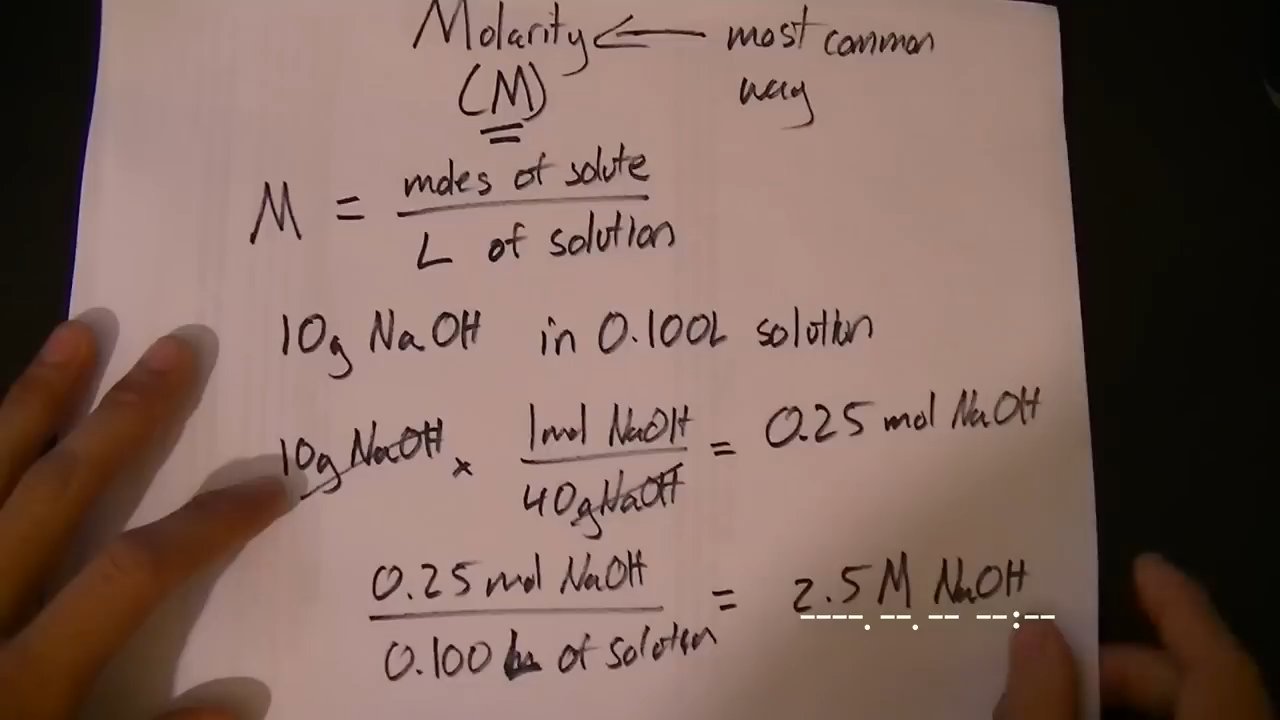 Molarity ← most common
(M) way
M = moles of solute / L of solution
10g NaOH in 0.100L solution
10g NaOH × 1mol NaOH / 40g NaOH = 0.25 mol NaOH
0.25 mol NaOH / 0.100 L of solution = 2.5 M NaOH
----.--.-- --:--